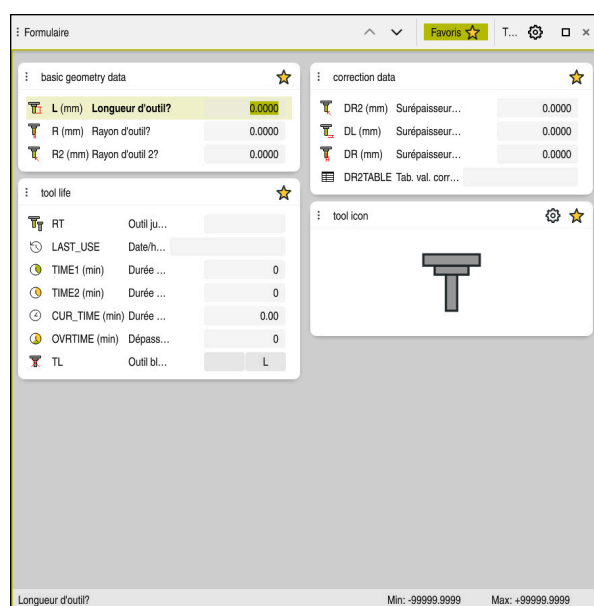 Formulaire
Favoris
T...
basic geometry data
L (mm) Longueur d'outil? 0.0000
R (mm) Rayon d'outil? 0.0000
R2 (mm) Rayon d'outil 2? 0.0000
tool life
RT Outil ju...
LAST_USE Date/h...
TIME1 (min) Durée ... 0
TIME2 (min) Durée ... 0
CUR_TIME (min) Durée ... 0.00
OVRTIME (min) Dépass... 0
TL Outil bl... L
correction data
DR2 (mm) Surépaisseur... 0.0000
DL (mm) Surépaisseur... 0.0000
DR (mm) Surépaisseur... 0.0000
DR2TABLE Tab. val. corr...
tool icon
Longueur d'outil? Min: -99999.9999 Max: +99999.9999